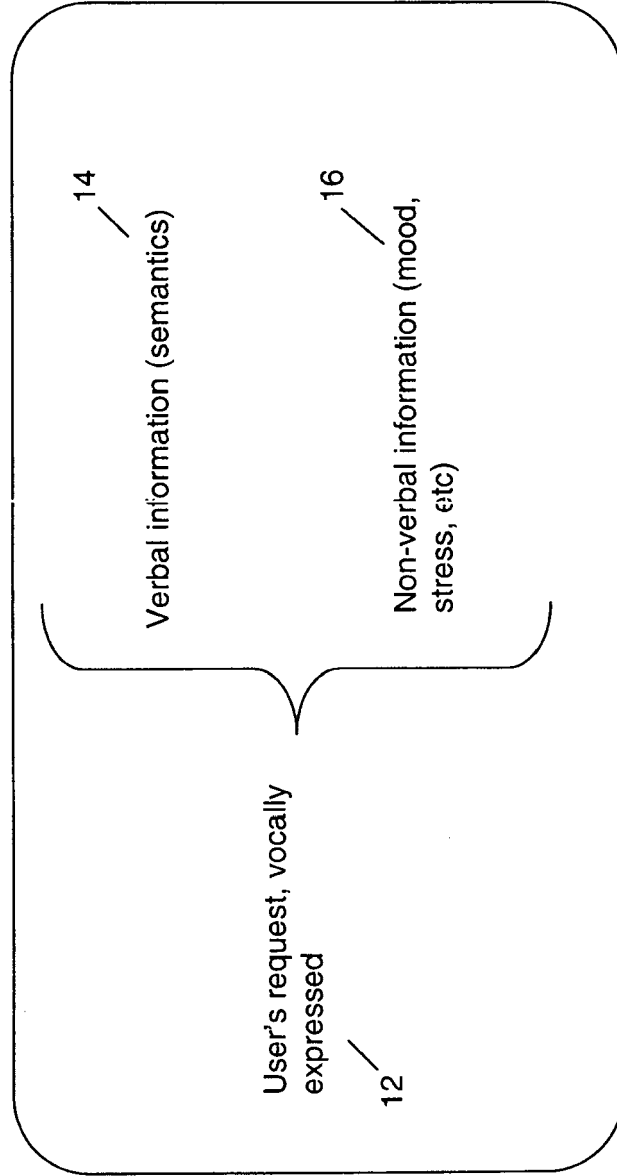 User's request, vocally
expressed
12
Verbal information (semantics)
14
Non-verbal information (mood,
stress, etc)
16